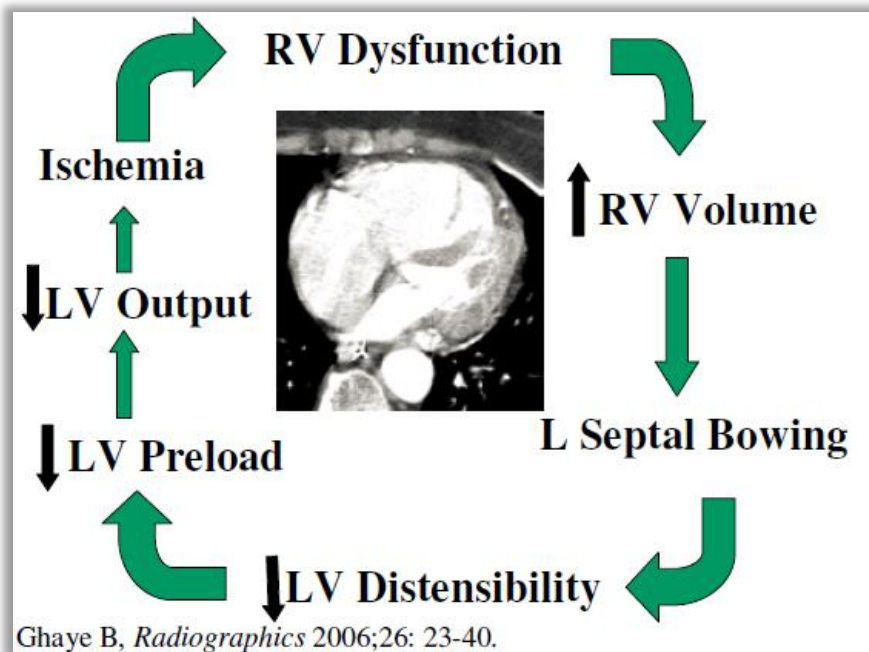 RV Dysfunction
RV Volume
L Septal Bowing
LV Distensibility
LV Preload
LV Output
Ischemia
Ghaye B, Radiographics 2006;26: 23-40.